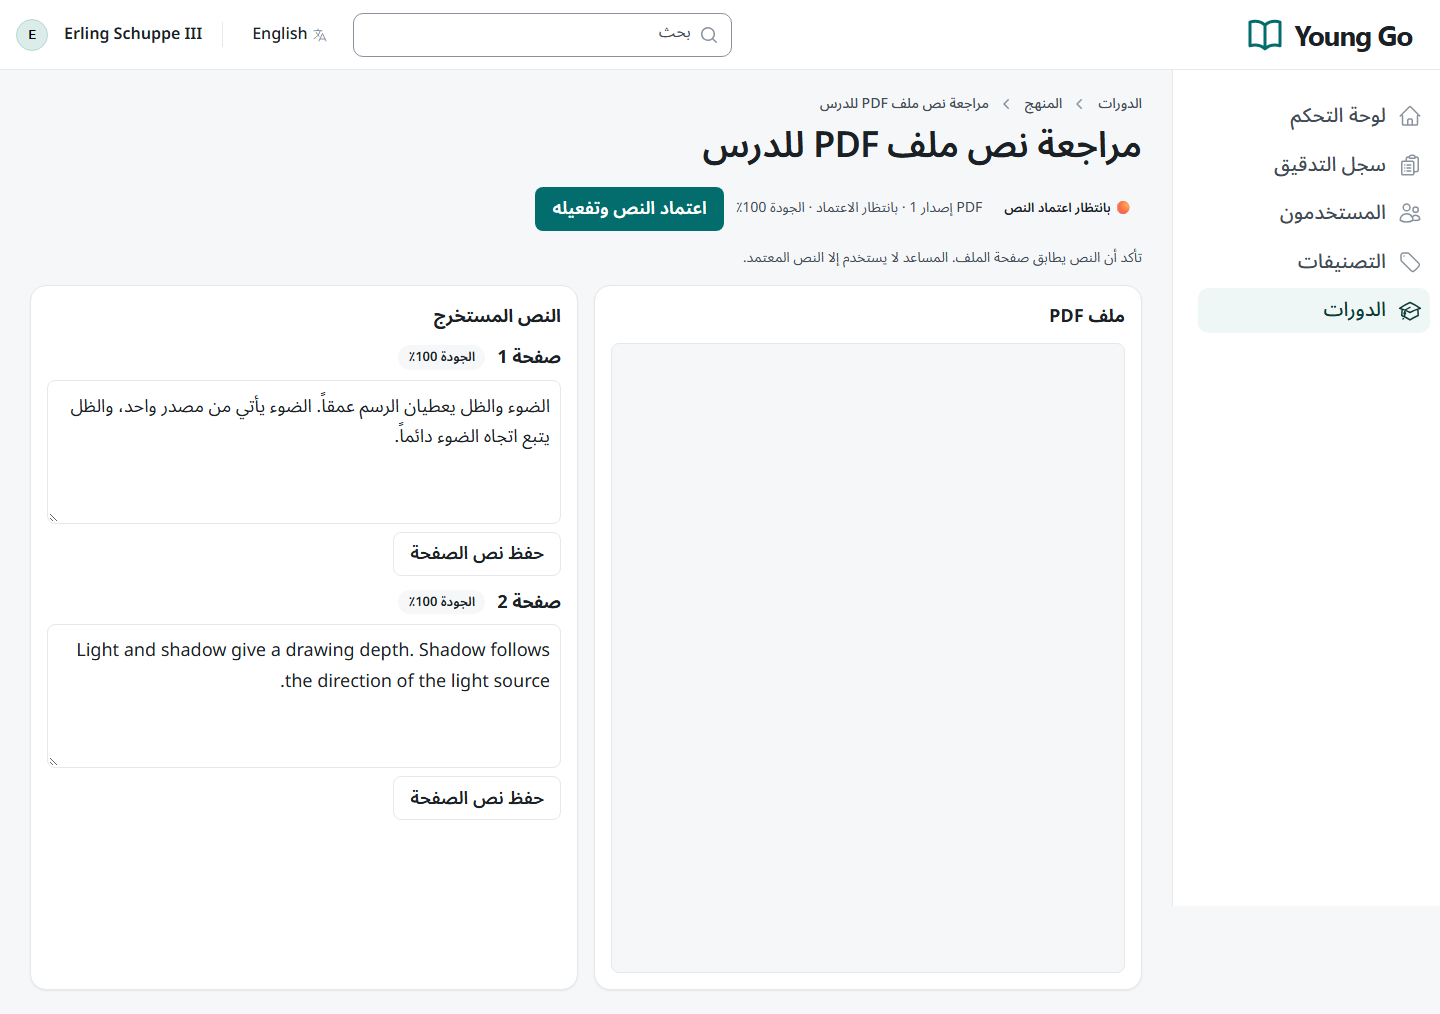 Young Go
بحث
English
Erling Schuppe III
E
لوحة التحكم
سجل التدقيق
المستخدمون
التصنيفات
الدورات
الدورات
المنهج
مراجعة نص ملف PDF للدرس
مراجعة نص ملف PDF للدرس
بانتظار اعتماد النص
PDF إصدار 1 · بانتظار الاعتماد · الجودة 100٪
اعتماد النص وتفعيله
تأكد أن النص يطابق صفحة الملف. المساعد لا يستخدم إلا النص المعتمد.
ملف PDF
النص المستخرج
صفحة 1
الجودة 100٪
الضوء والظل يعطيان الرسم عمقاً. الضوء يأتي من مصدر واحد، والظل
يتبع اتجاه الضوء دائماً.
حفظ نص الصفحة
صفحة 2
الجودة 100٪
Light and shadow give a drawing depth. Shadow follows
the direction of the light source.
حفظ نص الصفحة